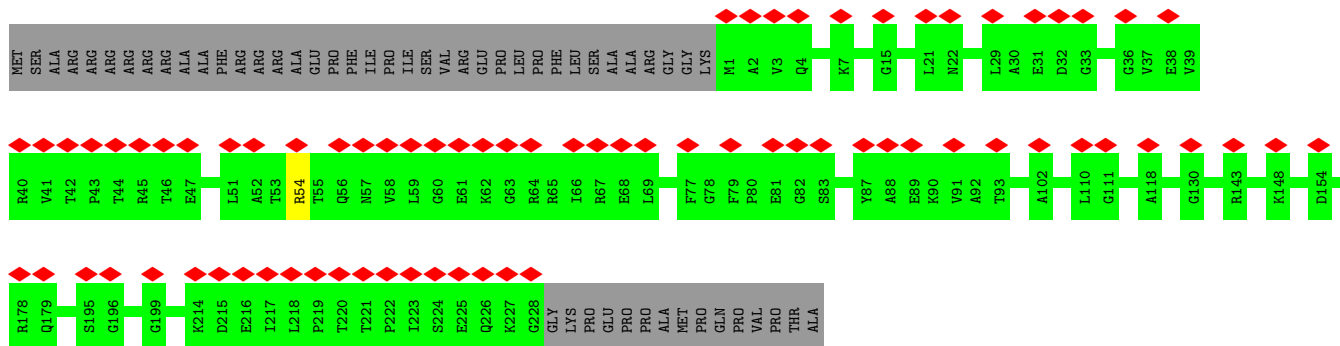 MET SER ALA ARG ARG ARG ARG ARG ARG ALA ALA PHE ARG ARG ARG ALA GLU PRO PHE ILE PRO ILE SER VAL ARG GLU PRO LEU PRO PHE LEU SER ALA ALA ARG GLY GLY LYS M1 A2 V3 Q4 K7 G15 L21 N22 L29 A30 E31 D32 G33 G36 V37 E38 V39
R40 V41 T42 P43 T44 R45 T46 E47 L51 A52 T53 R54 T55 Q56 N57 V58 L59 G60 E61 K62 G63 R64 R65 I66 R67 E68 L69 F77 G78 F79 P80 E81 G82 S83 Y87 A88 E89 K90 V91 A92 T93 A102 L110 G111 A118 G130 R143 K148 D154
R178 Q179 S195 G196 G199 K214 D215 E216 I217 L218 P219 T220 T221 P222 I223 S224 E225 Q226 K227 G228 GLY LYS PRO GLU PRO PRO ALA MET PRO GLN PRO VAL PRO THR ALA